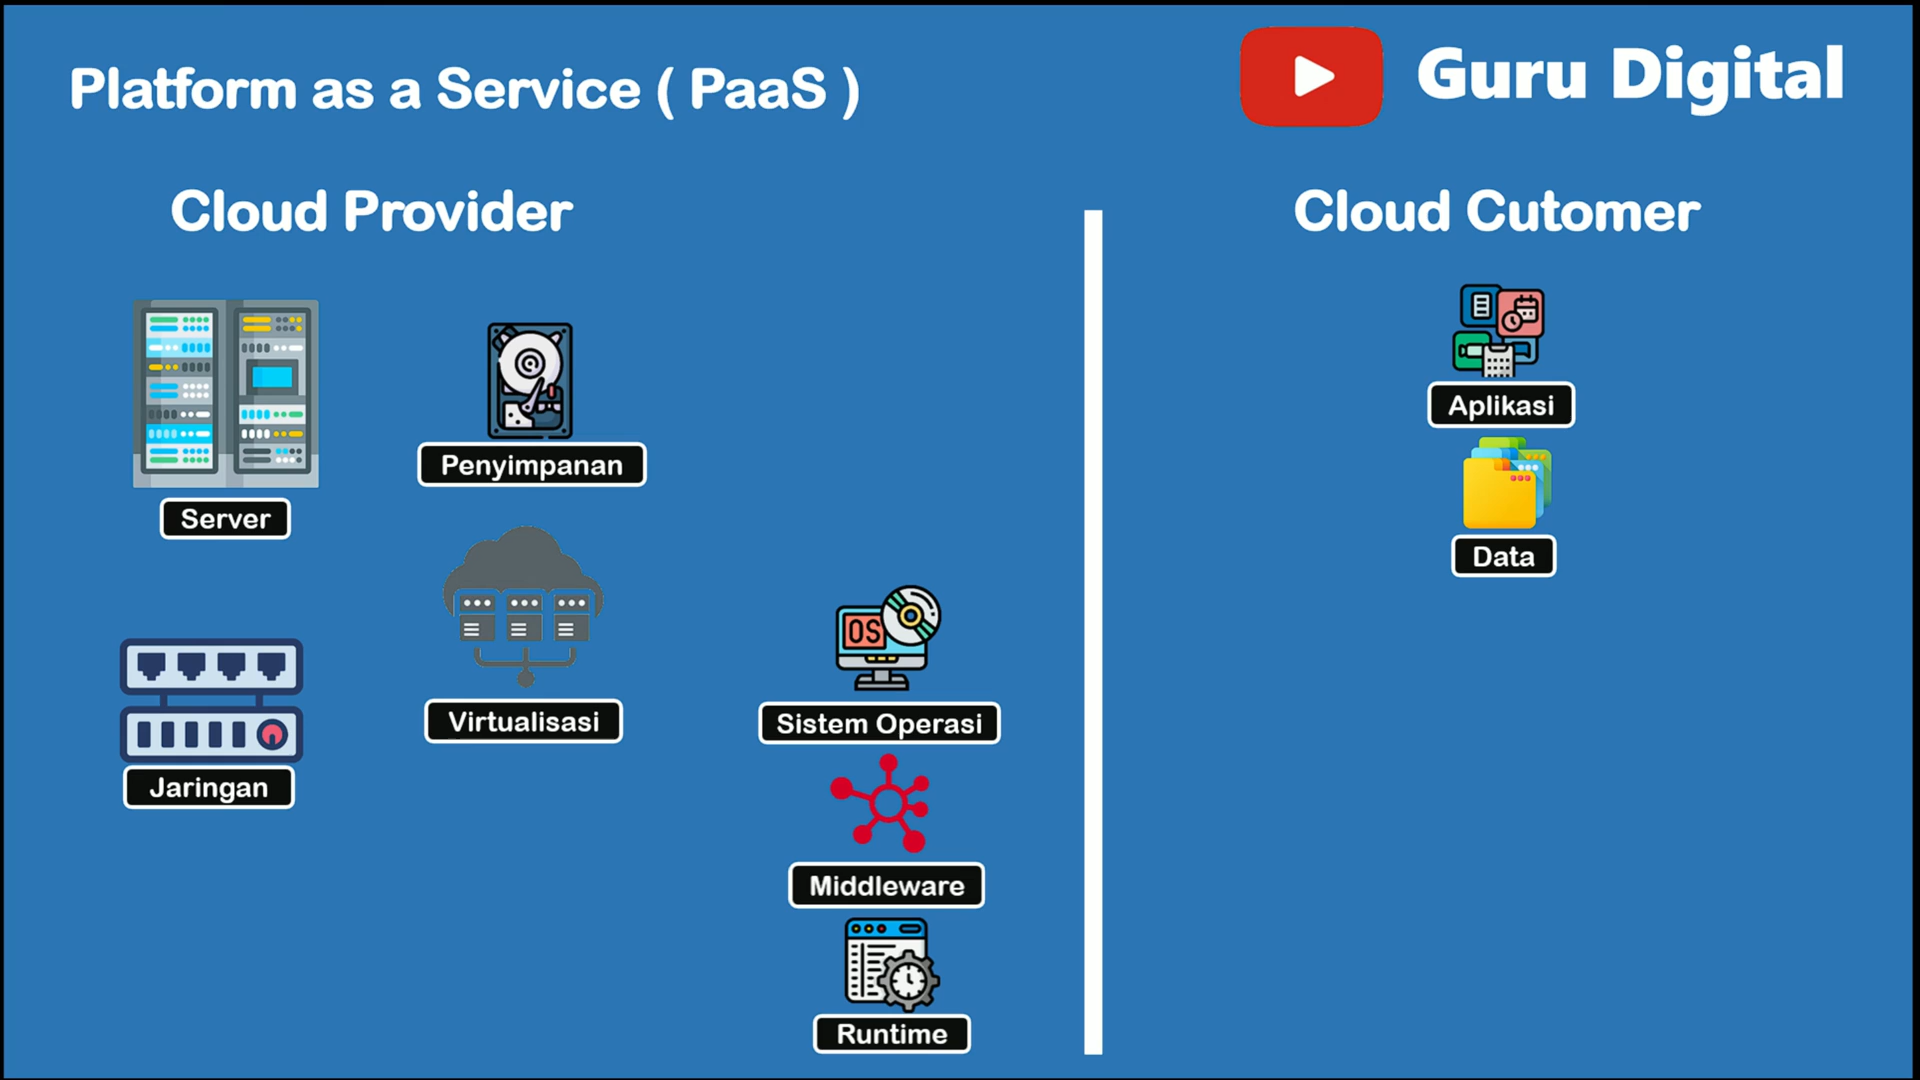 Platform as a Service ( PaaS )
Guru Digital
Cloud Provider
Cloud Cutomer
Server
Penyimpanan
Jaringan
Virtualisasi
OS
Sistem Operasi
Middleware
Runtime
Aplikasi
Data